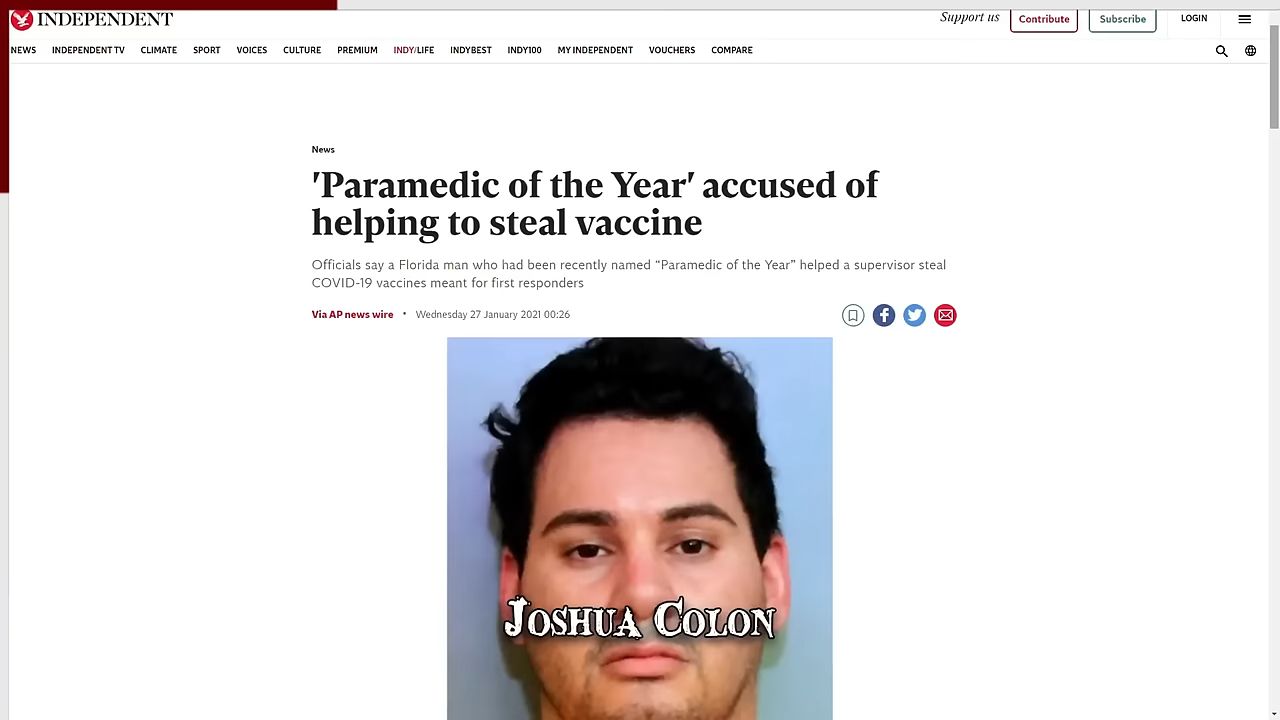 INDEPENDENT
Support us
Contribute
Subscribe
LOGIN
NEWS INDEPENDENT TV CLIMATE SPORT VOICES CULTURE PREMIUM INDY/LIFE INDYBEST INDY100 MY INDEPENDENT VOUCHERS COMPARE
News
'Paramedic of the Year' accused of
helping to steal vaccine
Officials say a Florida man who had been recently named “Paramedic of the Year” helped a supervisor steal
COVID-19 vaccines meant for first responders
Via AP news wire • Wednesday 27 January 2021 00:26
JOSHUA COLON